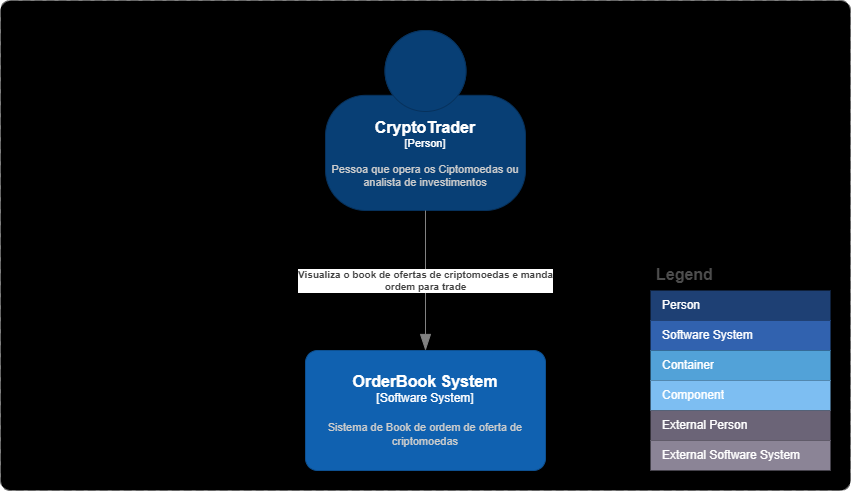 CryptoTrader
[Person]
Pessoa que opera os Ciptomoedas ou
analista de investimentos
Visualiza o book de ofertas de criptomoedas e manda
ordem para trade
OrderBook System
[Software System]
Sistema de Book de ordem de oferta de
criptomoedas
Legend
Person
Software System
Container
Component
External Person
External Software System